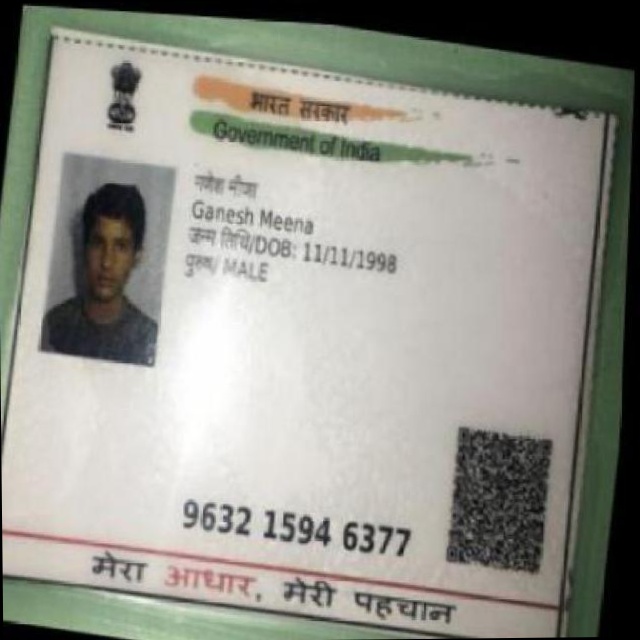 भारत सरकार
Government of India
गणेश मीणा
Ganesh Meena
जन्म तिथि/DOB: 11/11/1998
पुरुष/ MALE
9632 1594 6377
मेरा आधार, मेरी पहचान